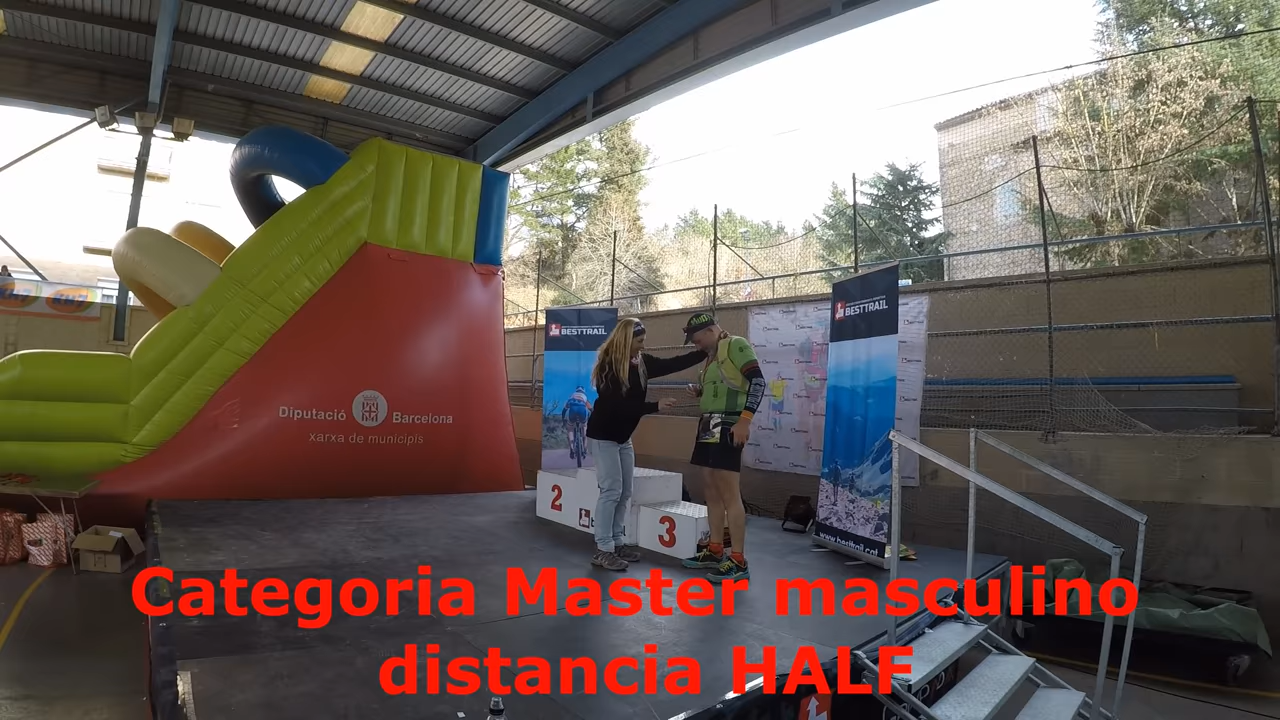 BESTTRAIL
BESTTRAIL
Diputació Barcelona
xarxa de municipis
2
3
www.besttrail.cat
Categoria Master masculino
distancia HALF